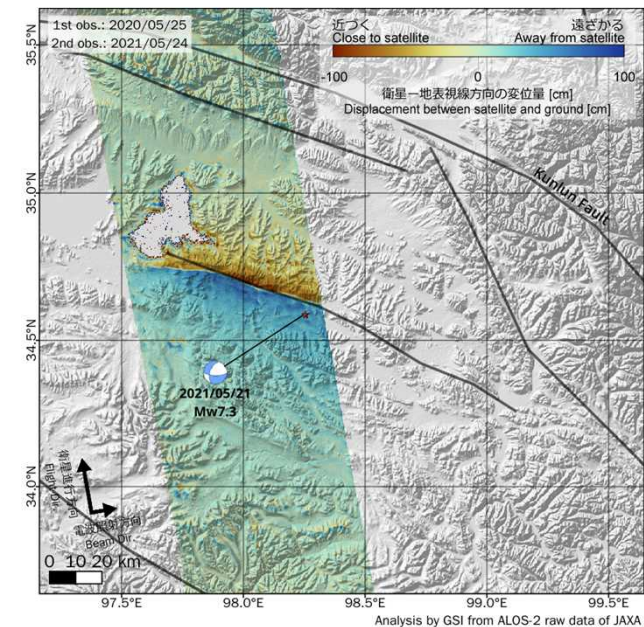 1st obs.: 2020/05/25
2nd obs.: 2021/05/24
近づく
Close to satellite
遠ざかる
Away from satellite
-100
0
100
衛星－地表視線方向の変位量 [cm]
Displacement between satellite and ground [cm]
Kunlun Fault
35.5°N
35.0°N
34.5°N
34.0°N
2021/05/21
Mw7.3
衛星進行方向
Flight Dir.
電波照射方向
Beam Dir.
0 10 20 km
97.5°E
98.0°E
98.5°E
99.0°E
99.5°E
Analysis by GSI from ALOS-2 raw data of JAXA